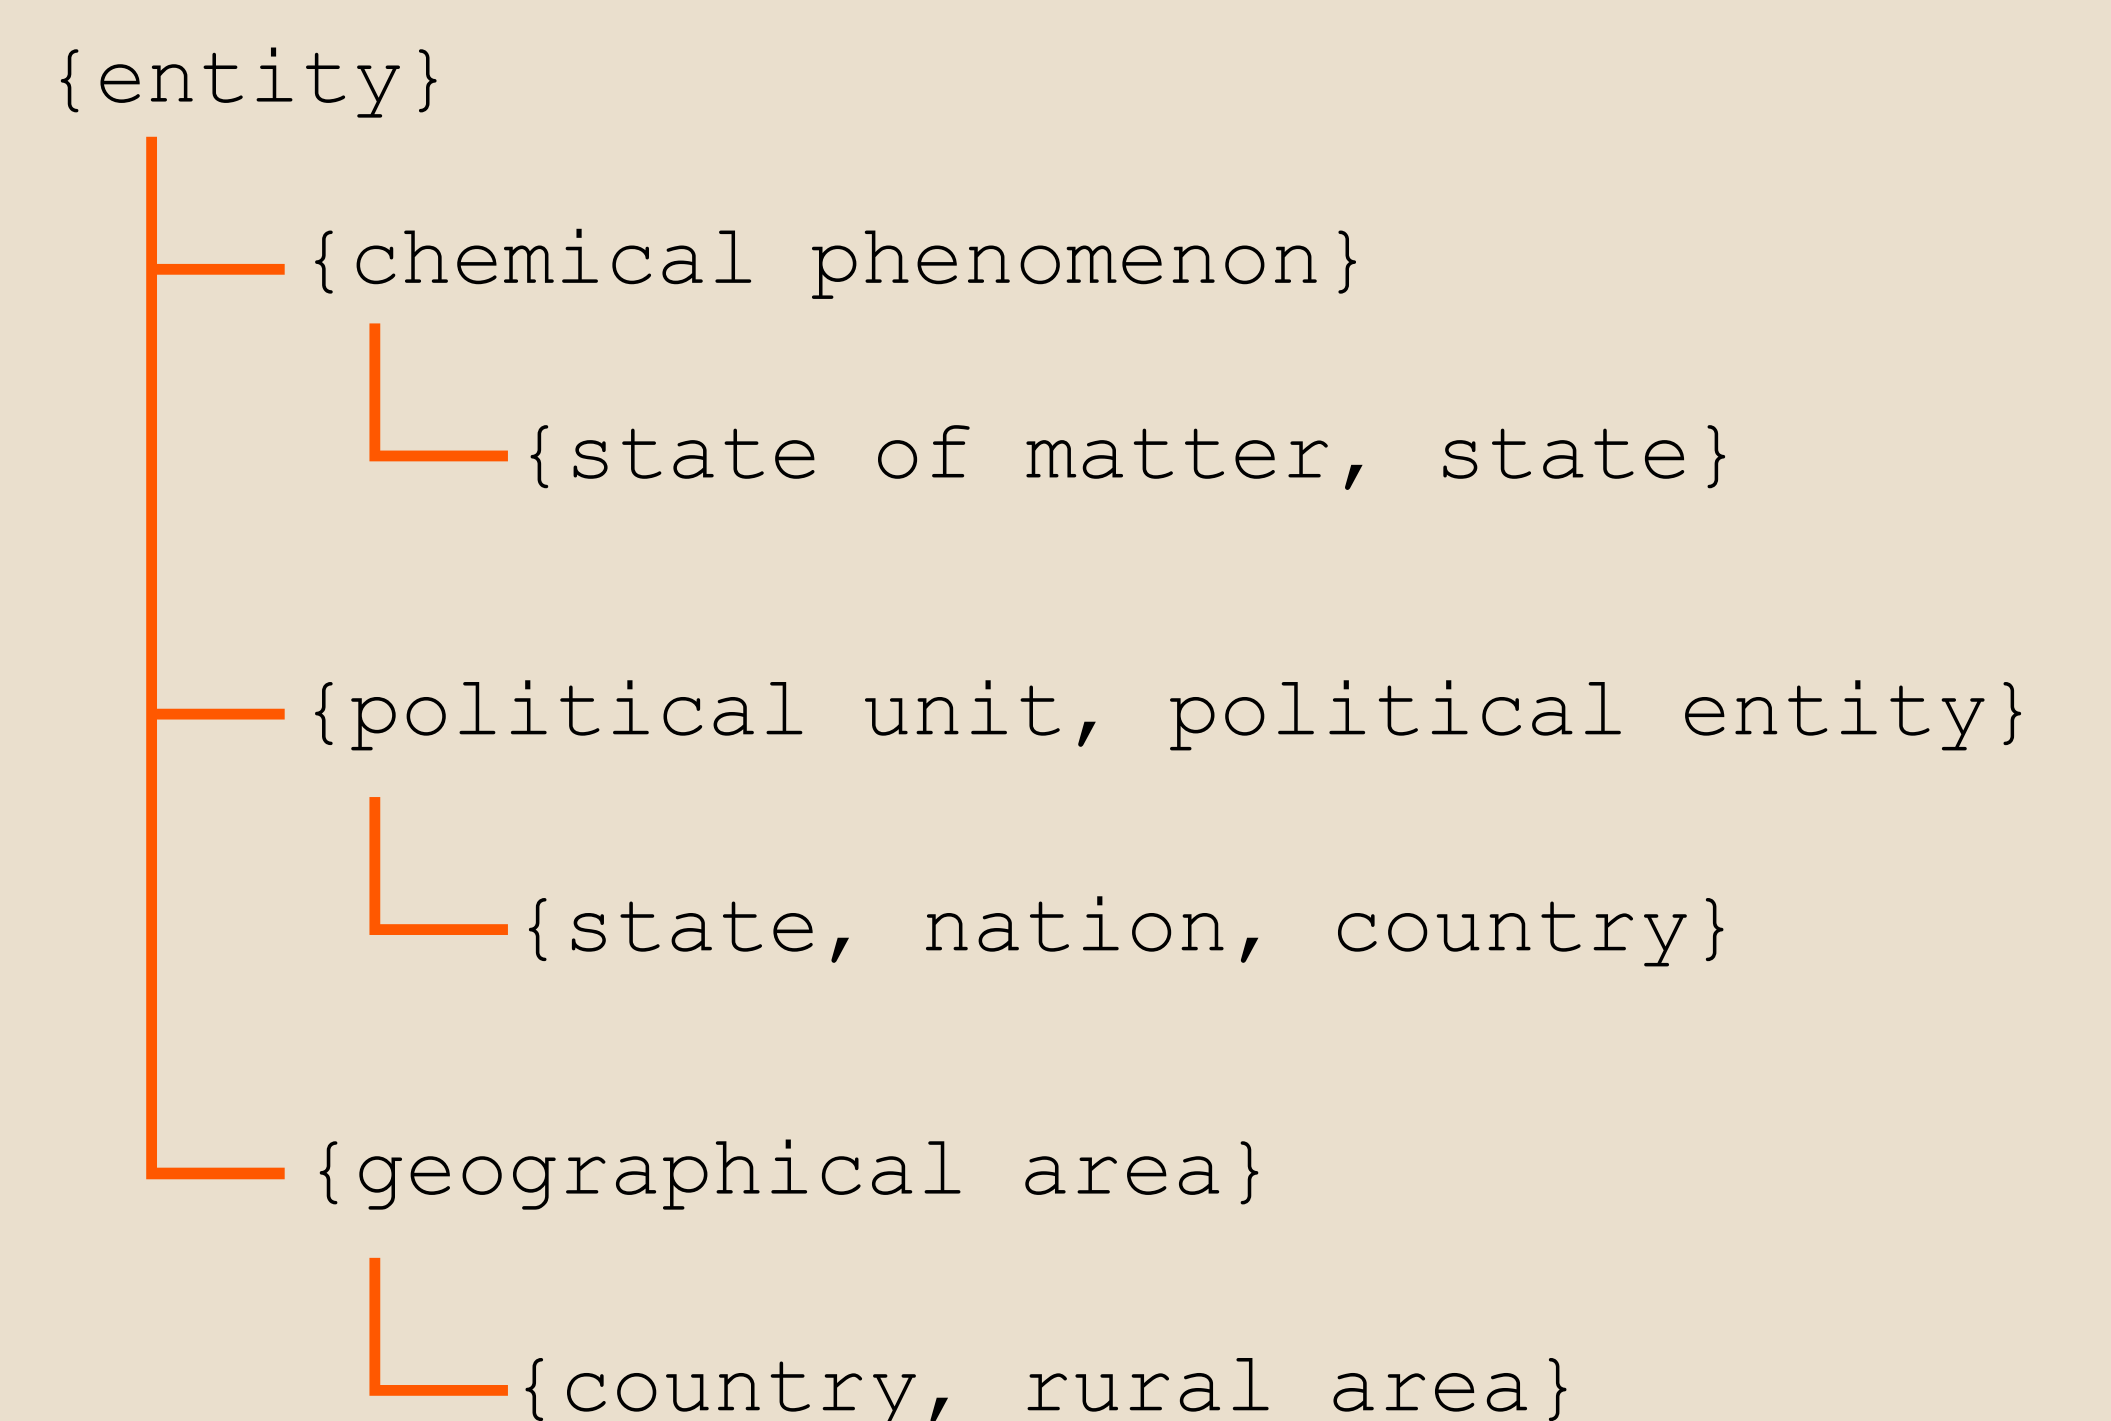 {entity}
{chemical phenomenon}
{state of matter, state}
{political unit, political entity}
{state, nation, country}
{geographical area}
{country, rural area}